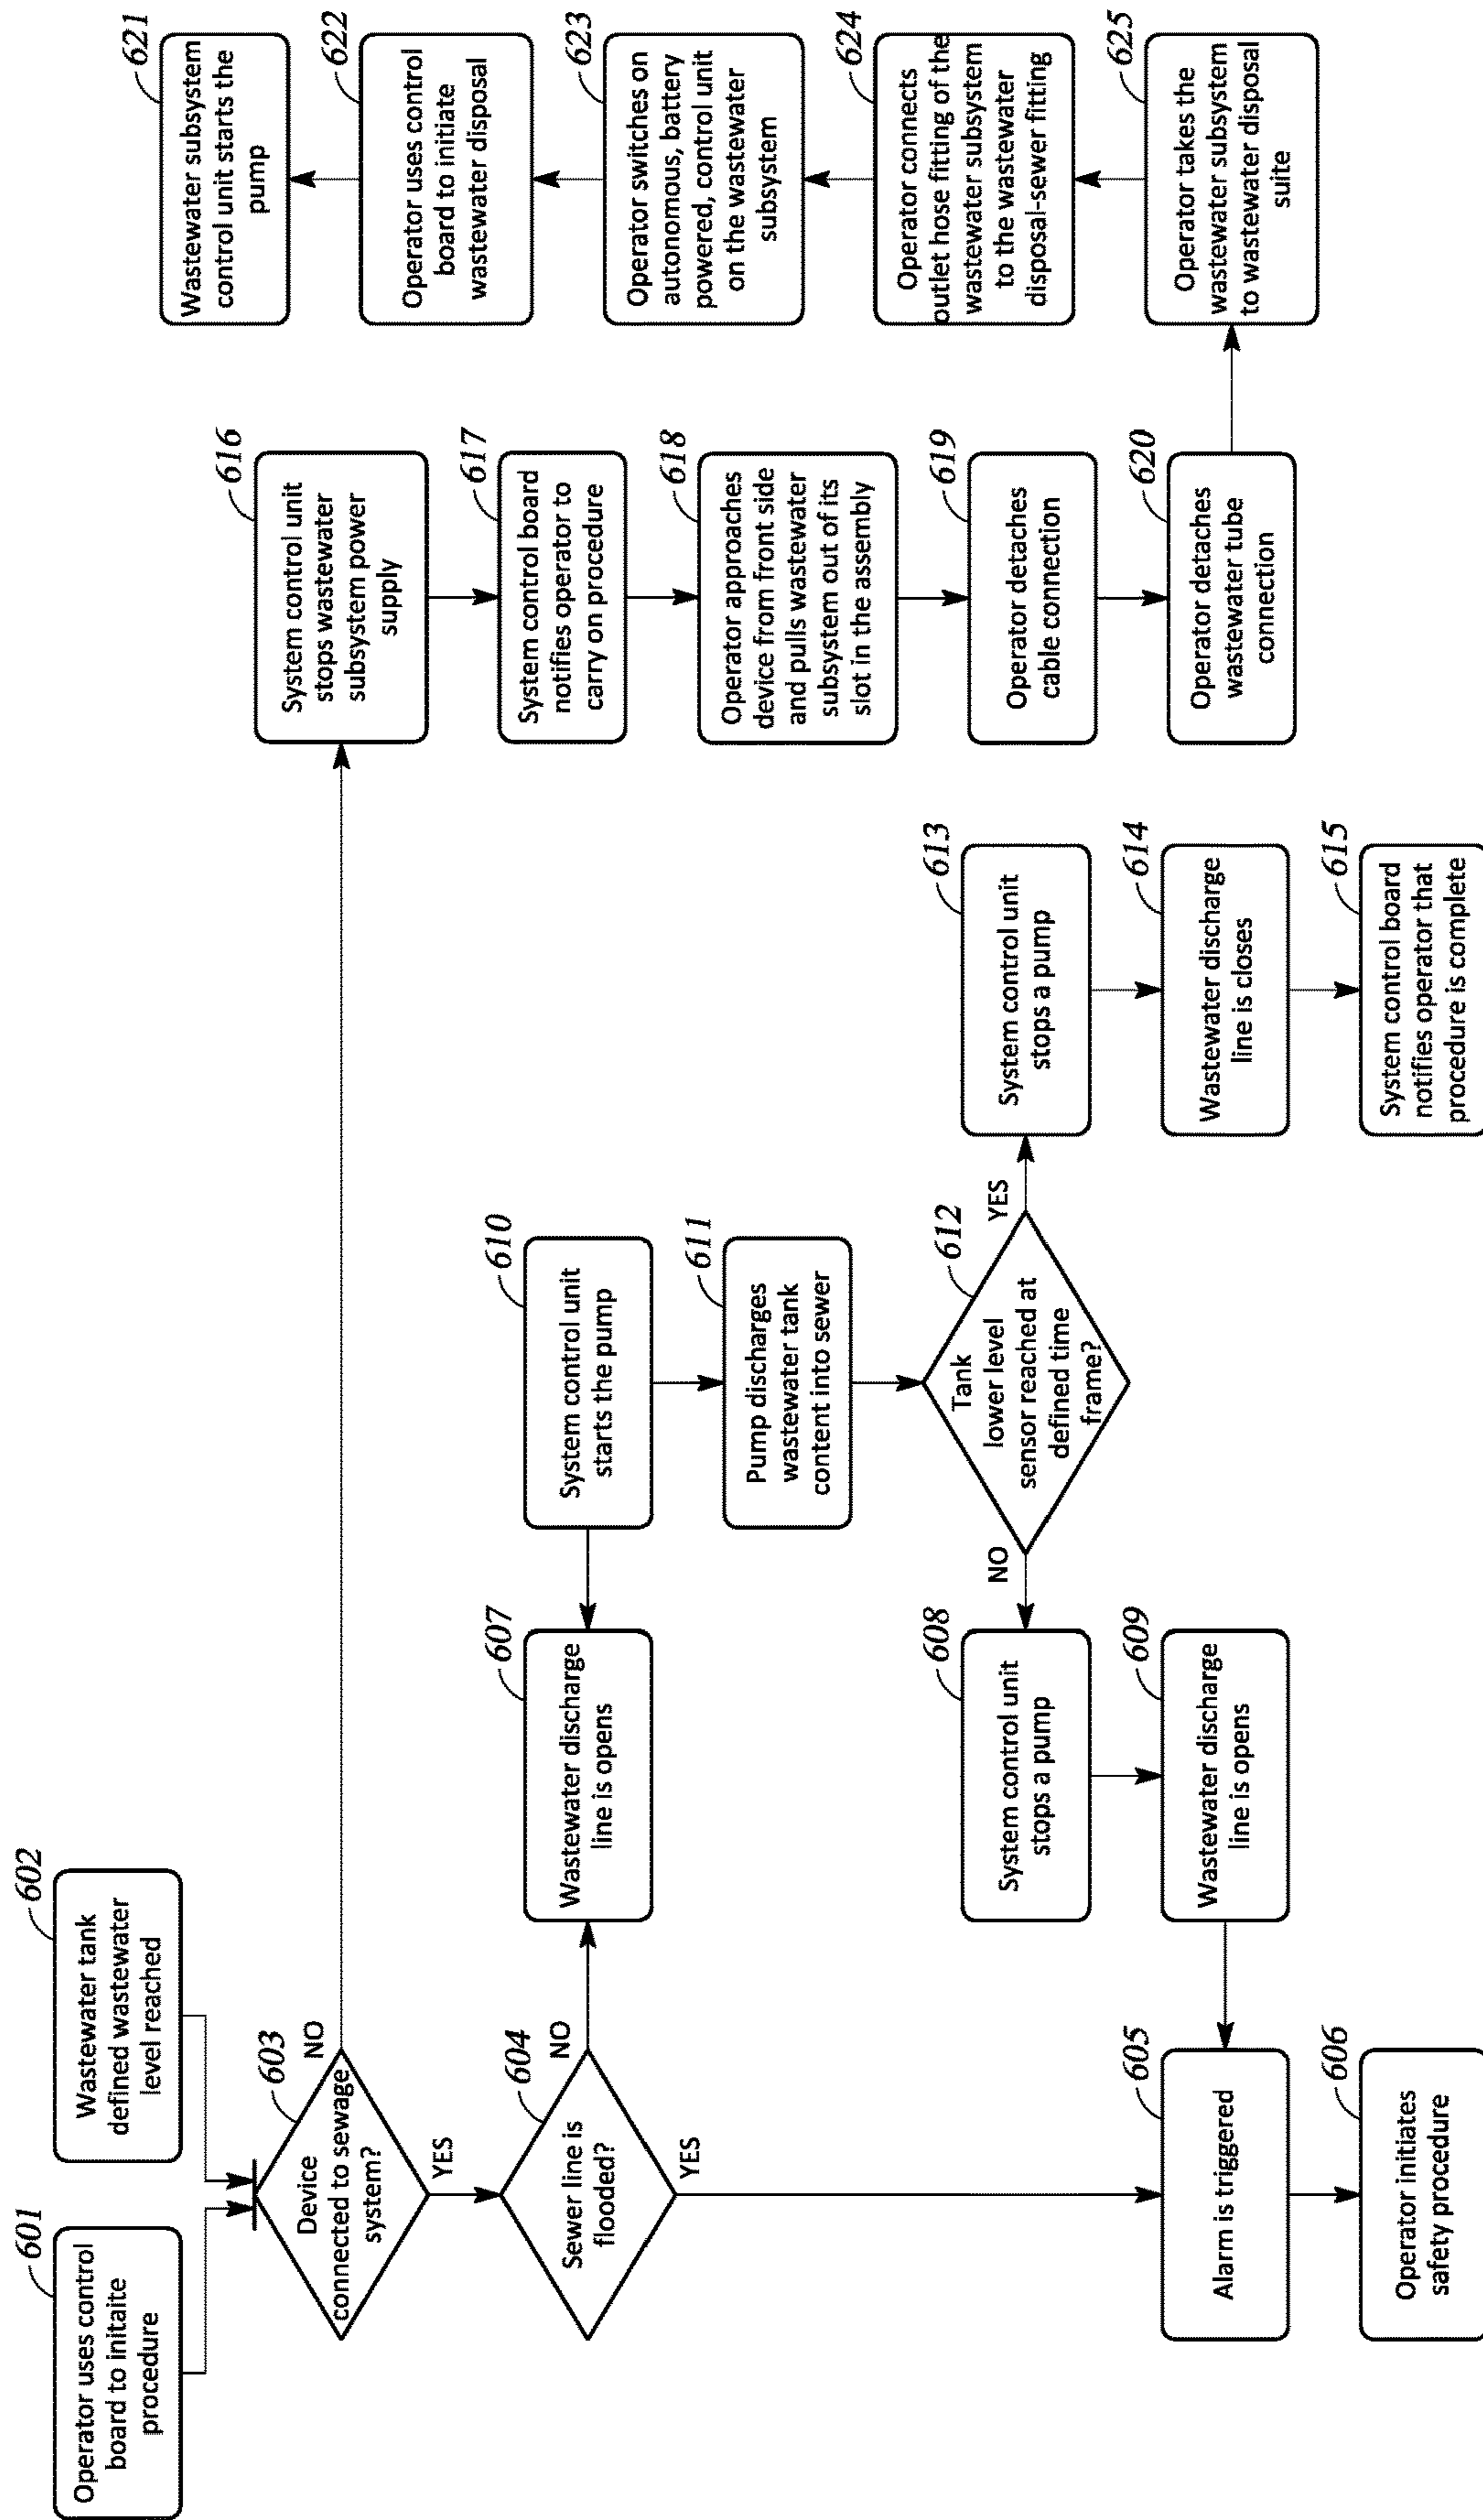 601
Operator uses control
board to initaite
procedure
602
Wastewater tank
defined wastewater
level reached
603
Device
connected to sewage
system?
NO
YES
604
Sewer line is
flooded?
NO
YES
605
Alarm is triggered
606
Operator initiates
safety procedure
607
Wastewater discharge
line is opens
608
System control unit
stops a pump
609
Wastewater discharge
line is opens
610
System control unit
starts the pump
611
Pump discharges
wastewater tank
content into sewer
612
Tank
lower level
sensor reached at
defined time
frame?
NO
YES
613
System control unit
stops a pump
614
Wastewater discharge
line is closes
615
System control board
notifies operator that
procedure is complete
616
System control unit
stops wastewater
subsystem power
supply
617
System control board
notifies operator to
carry on procedure
618
Operator approaches
device from front side
and pulls wastewater
subsystem out of its
slot in the assembly
619
Operator detaches
cable connection
620
Operator detaches
wastewater tube
connection
621
Wastewater subsystem
control unit starts the
pump
622
Operator uses control
board to initiate
wastewater disposal
623
Operator switches on
autonomous, battery
powered, control unit
on the wastewater
subsystem
624
Operator connects
outlet hose fitting of the
wastewater subsystem
to the wastewater
disposal-sewer fitting
625
Operator takes the
wastewater subsystem
to wastewater disposal
suite